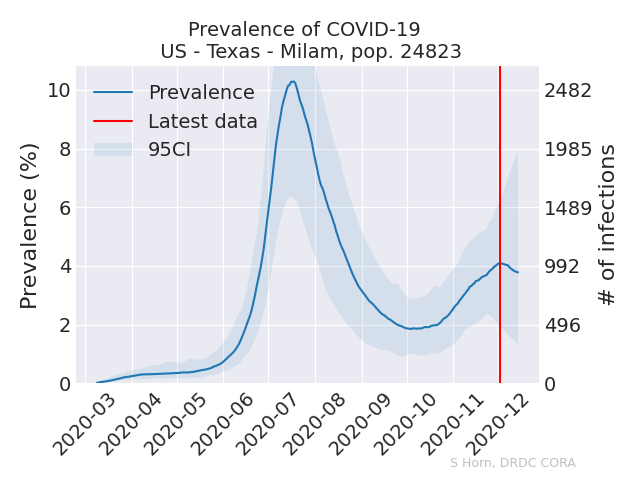 Prevalence of COVID-19
US - Texas - Milam, pop. 24823
Prevalence
Latest data
95CI
Prevalence (%)
10
8
6
4
2
0
2482
1985
1489
992
496
0
# of infections
2020-03
2020-04
2020-05
2020-06
2020-07
2020-08
2020-09
2020-10
2020-11
2020-12
S Horn, DRDC CORA